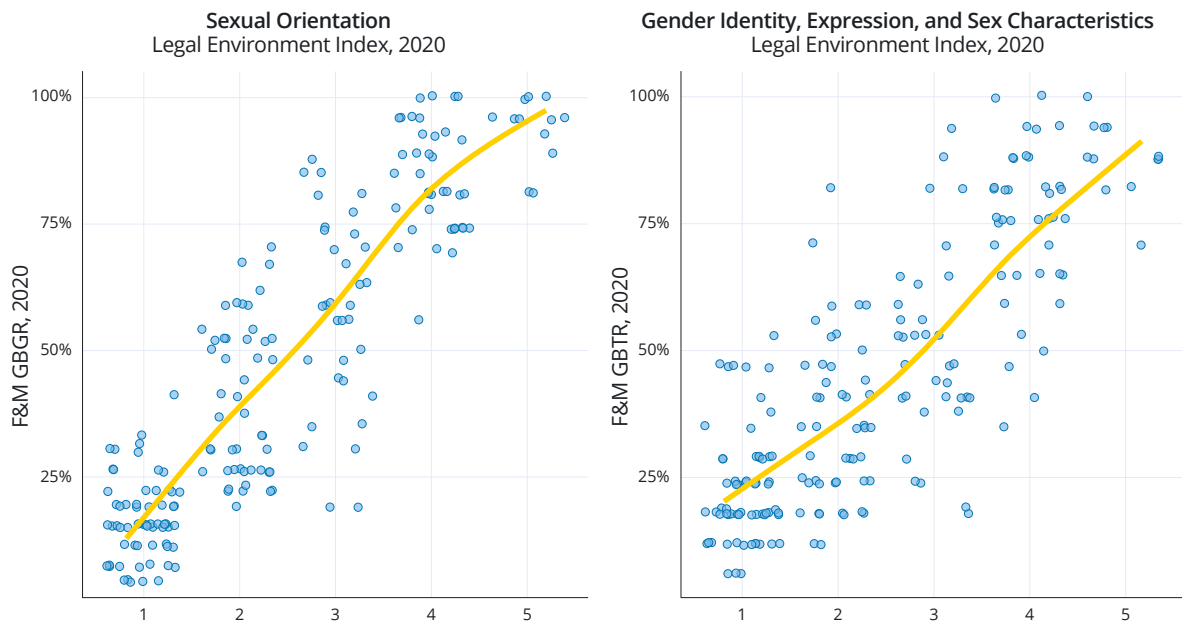 Sexual Orientation
Legal Environment Index, 2020
100%
75%
50%
25%
F&M GBGR, 2020
1 2 3 4 5
Gender Identity, Expression, and Sex Characteristics
Legal Environment Index, 2020
100%
75%
50%
25%
F&M GBTR, 2020
1 2 3 4 5